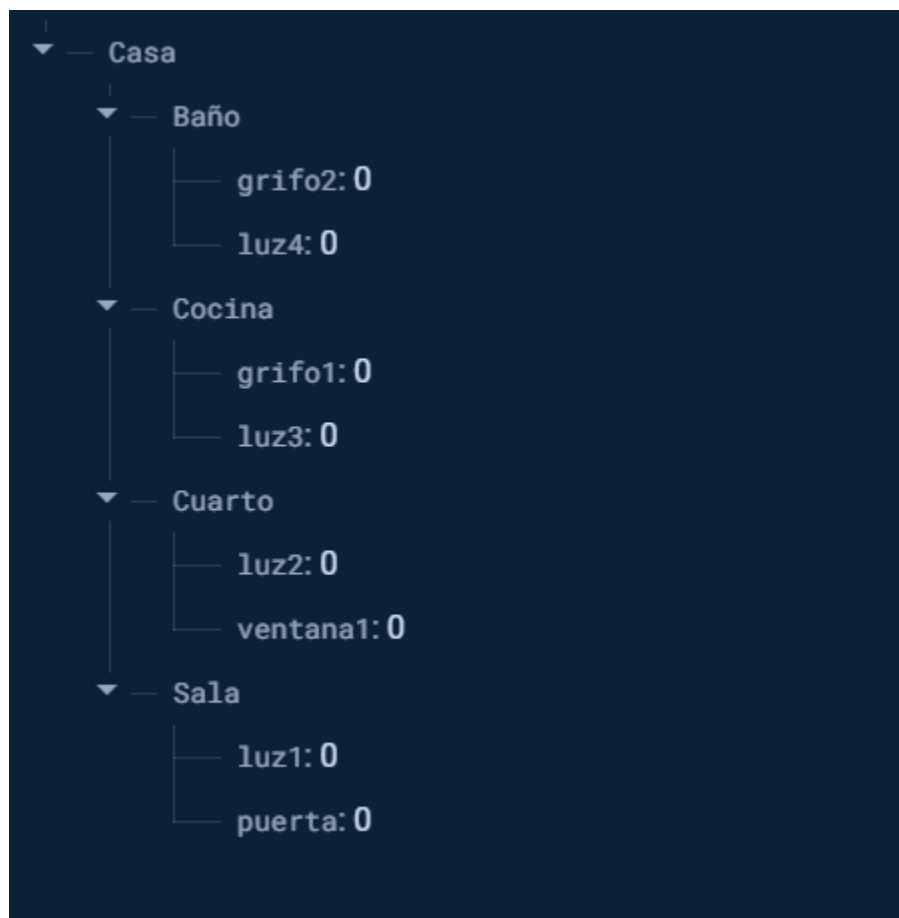 Casa
Baño
grifo2: 0
luz4: 0
Cocina
grifo1: 0
luz3: 0
Cuarto
luz2: 0
ventana1: 0
Sala
luz1: 0
puerta: 0